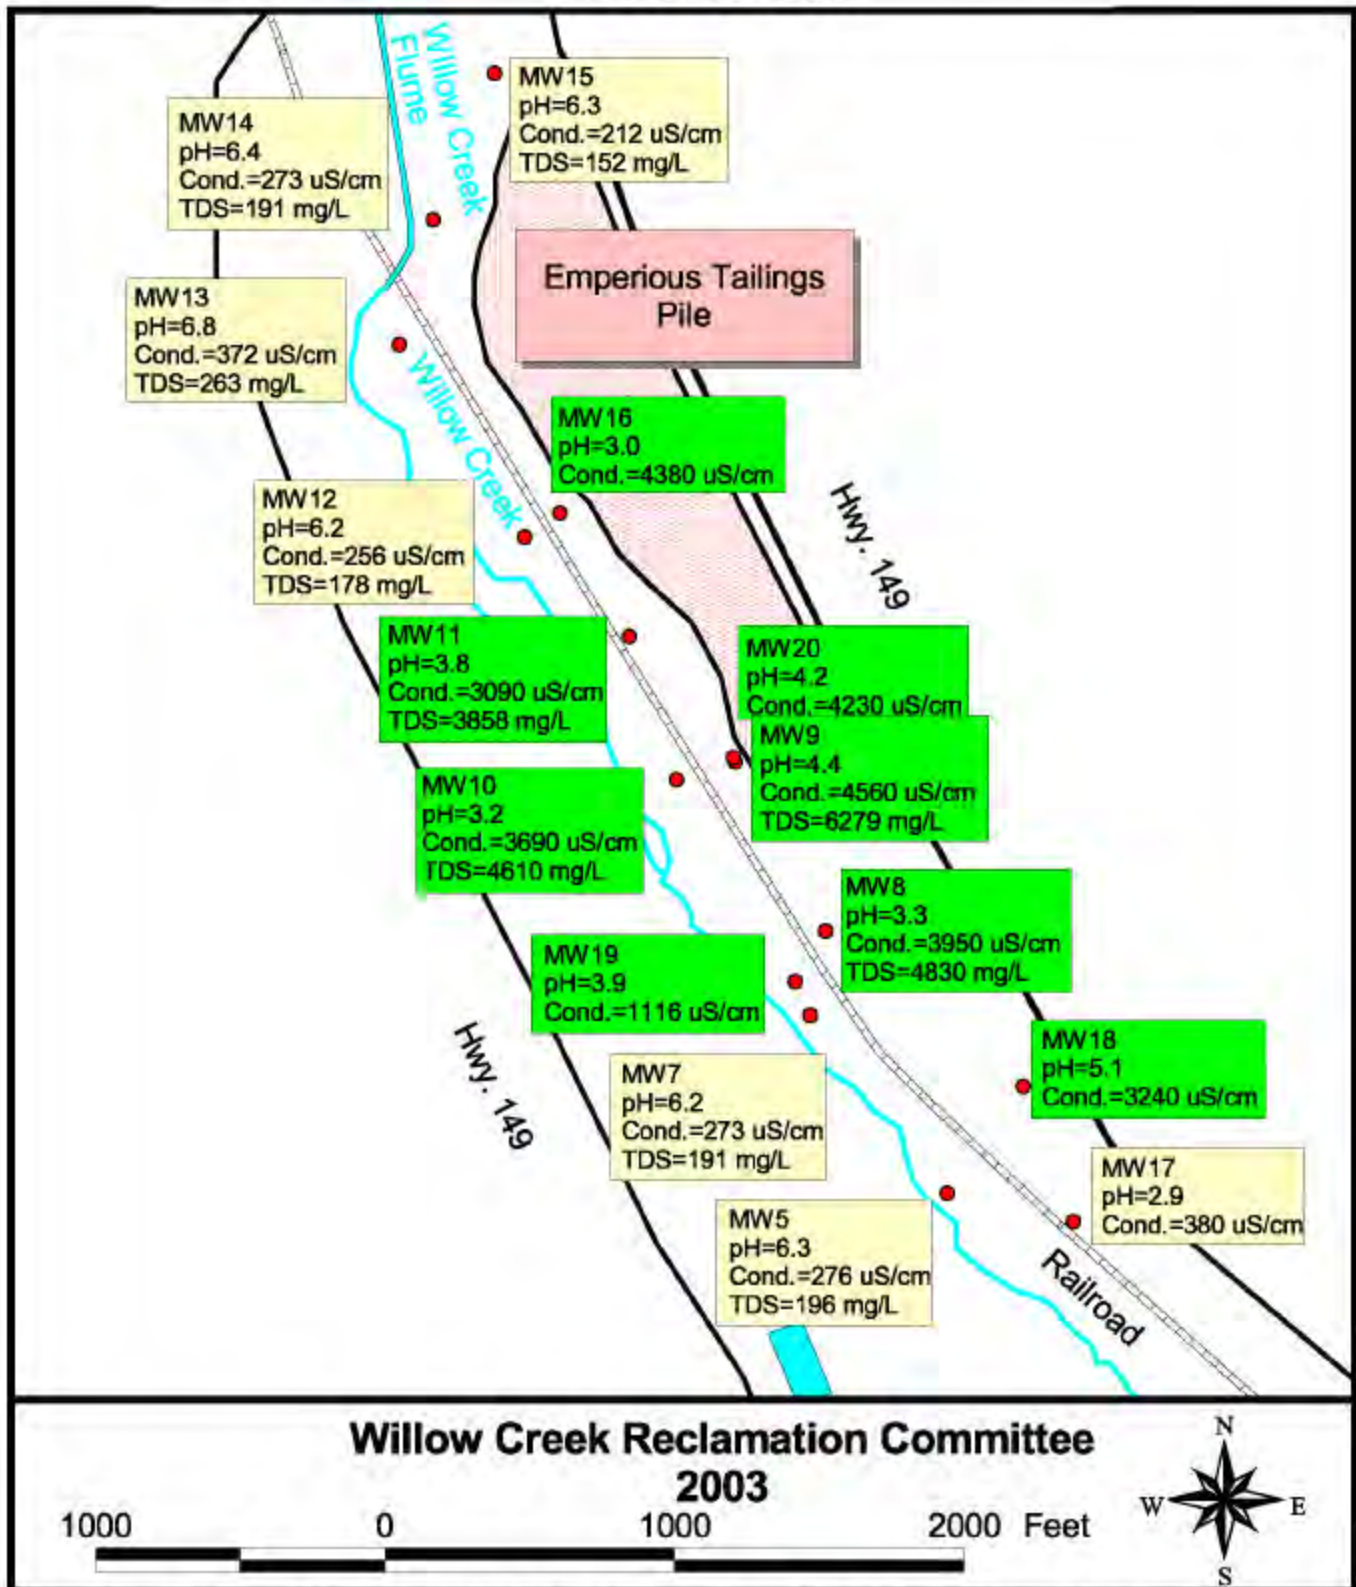 Willow Creek
Flume
MW15
pH=6.3
Cond.=212 uS/cm
TDS=152 mg/L
MW14
pH=6.4
Cond.=273 uS/cm
TDS=191 mg/L
Emperious Tailings
Pile
MW13
pH=6.8
Cond.=372 uS/cm
TDS=263 mg/L
Willow Creek
MW16
pH=3.0
Cond.=4380 uS/cm
Hwy. 149
MW12
pH=6.2
Cond.=256 uS/cm
TDS=178 mg/L
MW11
pH=3.8
Cond.=3090 uS/cm
TDS=3858 mg/L
MW20
pH=4.2
Cond.=4230 uS/cm
MW9
pH=4.4
Cond.=4560 uS/cm
TDS=6279 mg/L
MW10
pH=3.2
Cond.=3690 uS/cm
TDS=4610 mg/L
MW8
pH=3.3
Cond.=3950 uS/cm
TDS=4830 mg/L
MW19
pH=3.9
Cond.=1116 uS/cm
Hwy. 149
MW18
pH=5.1
Cond.=3240 uS/cm
MW7
pH=6.2
Cond.=273 uS/cm
TDS=191 mg/L
MW17
pH=2.9
Cond.=380 uS/cm
MW5
pH=6.3
Cond.=276 uS/cm
TDS=196 mg/L
Railroad
Willow Creek Reclamation Committee
2003
1000 0 1000 2000 Feet
N
W E
S